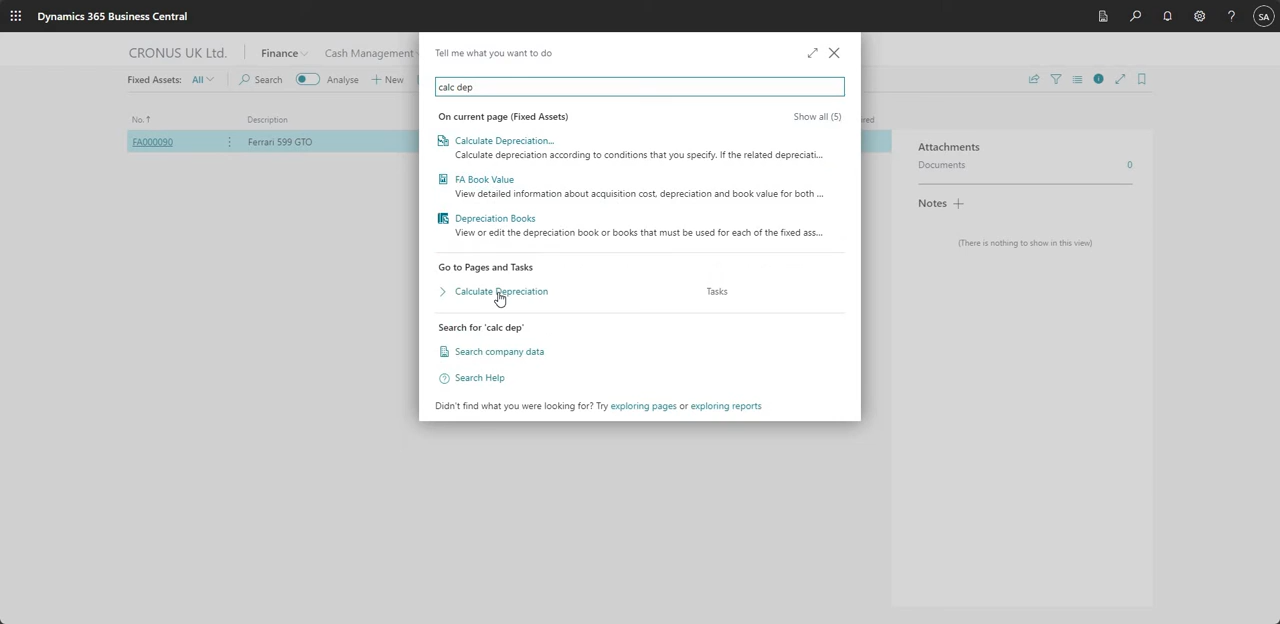 Dynamics 365 Business Central
SA
CRONUS UK Ltd.
Finance
Cash Management
Tell me what you want to do
Fixed Assets: All
Search
Analyse
New
calc dep
On current page (Fixed Assets)
Show all (5)
No. ↑
Description
FA000090
Ferrari 599 GTO
Calculate Depreciation...
Calculate depreciation according to conditions that you specify. If the related depreciati...
FA Book Value
View detailed information about acquisition cost, depreciation and book value for both ...
Depreciation Books
View or edit the depreciation book or books that must be used for each of the fixed ass...
Go to Pages and Tasks
Calculate Depreciation
Tasks
Search for 'calc dep'
Search company data
Search Help
Didn't find what you were looking for? Try exploring pages or exploring reports
Attachments
Documents
0
Notes
(There is nothing to show in this view)